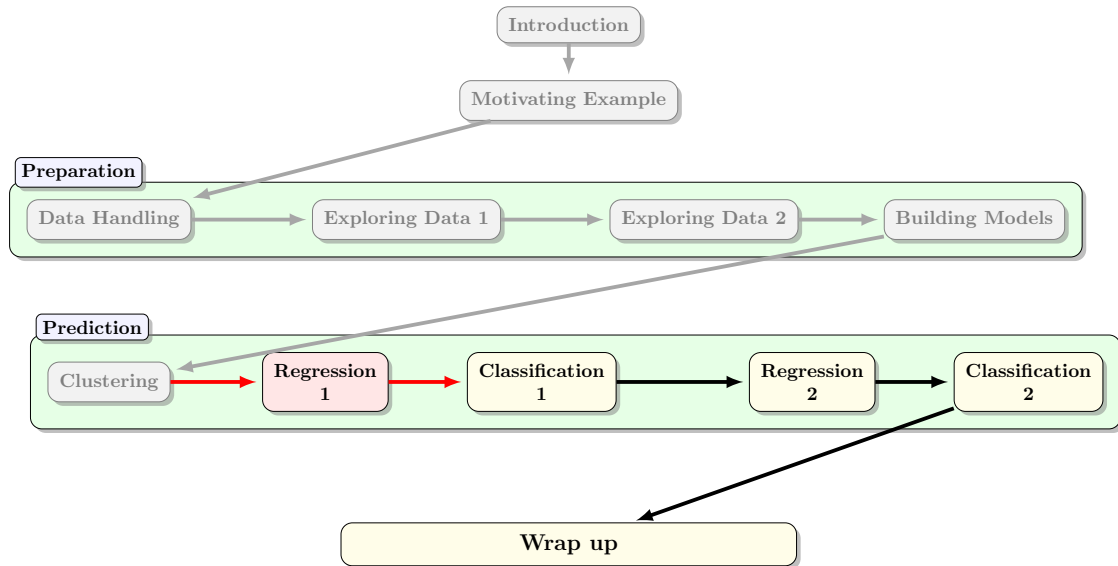 Introduction
Motivating Example
Preparation
Data Handling
Exploring Data 1
Exploring Data 2
Building Models
Prediction
Clustering
Regression
1
Classification
1
Regression
2
Classification
2
Wrap up